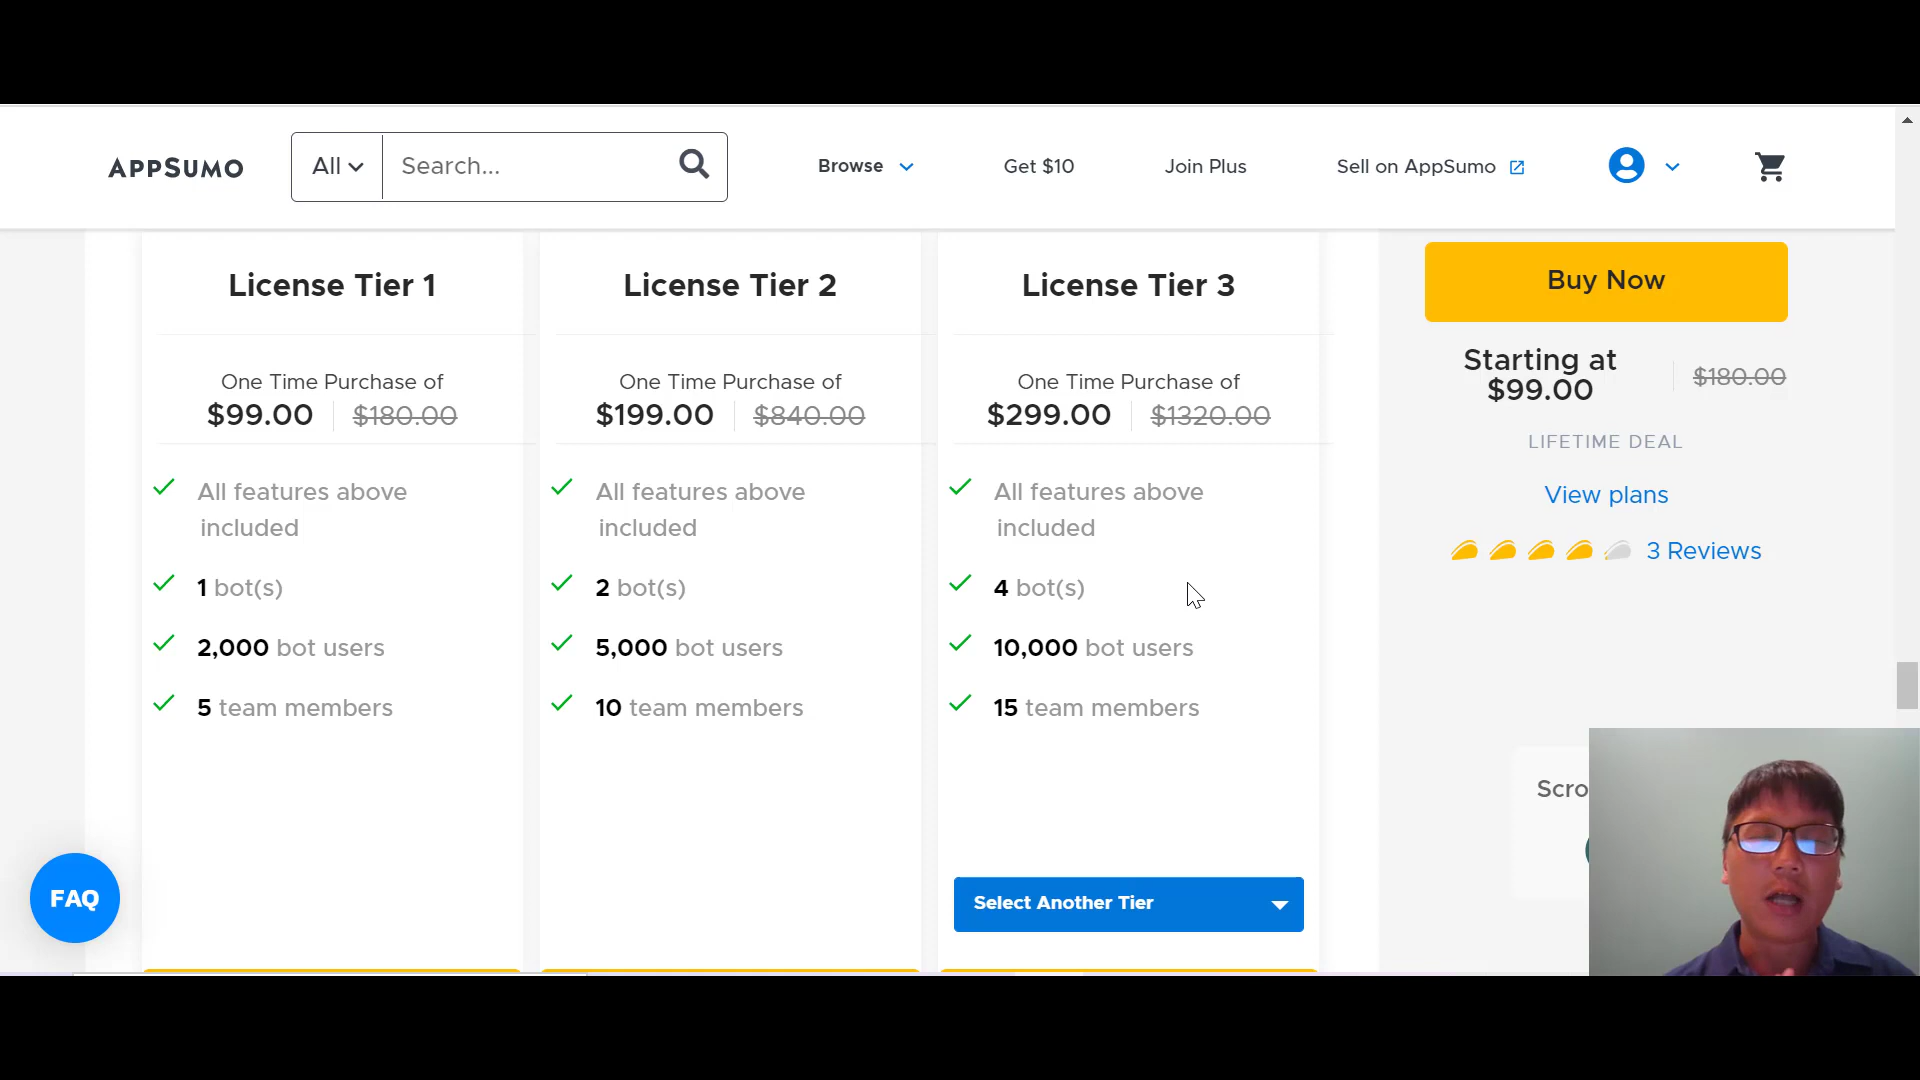 APPSUMO
All
Search...
Browse
Get $10
Join Plus
Sell on AppSumo
License Tier 1
One Time Purchase of
$99.00
$180.00
All features above
included
1 bot(s)
2,000 bot users
5 team members
License Tier 2
One Time Purchase of
$199.00
$840.00
All features above
included
2 bot(s)
5,000 bot users
10 team members
License Tier 3
One Time Purchase of
$299.00
$1320.00
All features above
included
4 bot(s)
10,000 bot users
15 team members
Select Another Tier
Buy Now
Starting at
$99.00
$180.00
LIFETIME DEAL
View plans
3 Reviews
Scro
FAQ